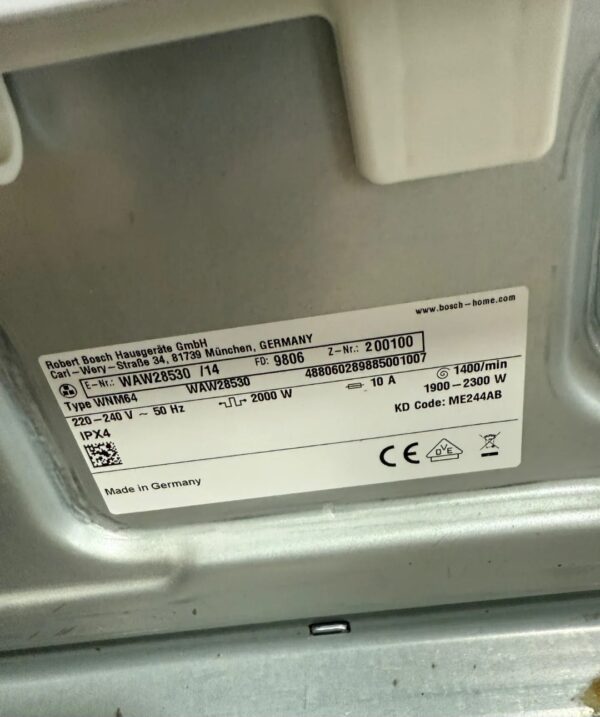 www.bosch-home.com
Robert Bosch Hausgeräte GmbH
Carl-Wery-Straße 34, 81739 München, GERMANY
E-Nr.: WAW28530 /14 FD: 9806 Z-Nr.: 200100
Type WNM64 WAW28530 488060289885001007
220-240 V ~ 50 Hz 2000 W 10 A 1400/min
1900-2300 W
IPX4 KD Code: ME244AB
CE DVE
Made in Germany